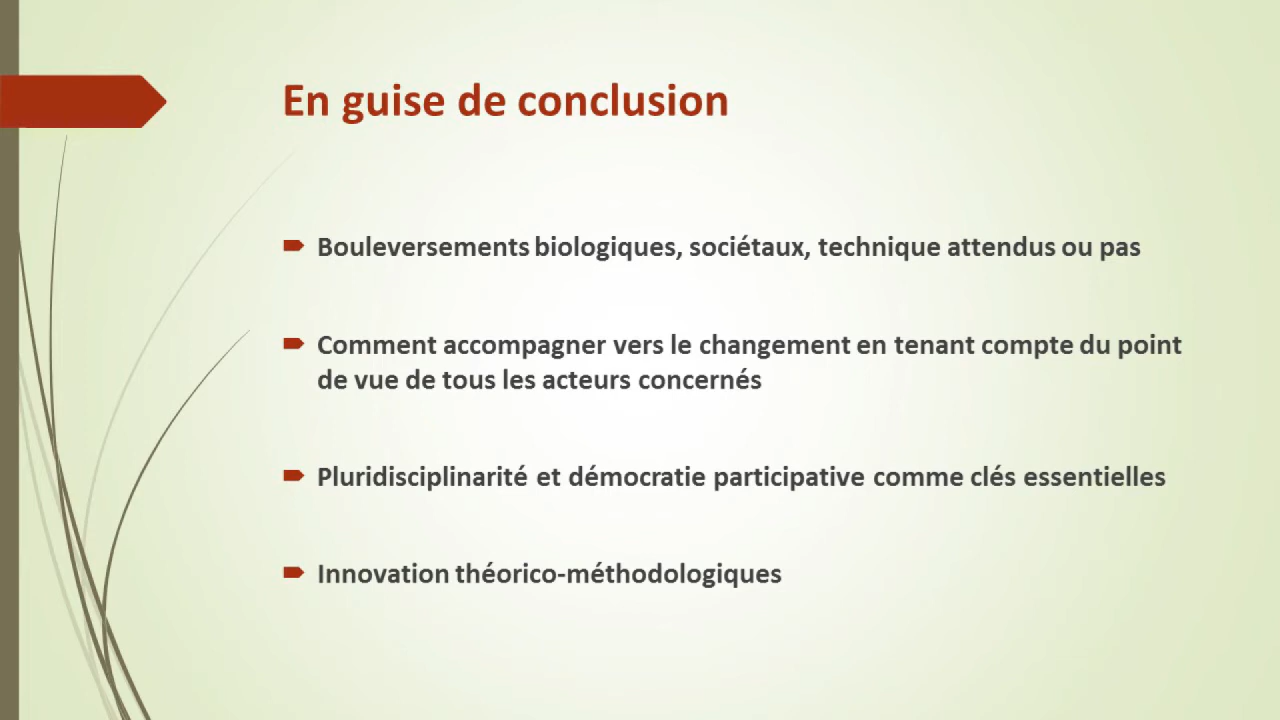 En guise de conclusion
Bouleversements biologiques, sociétaux, technique attendus ou pas
Comment accompagner vers le changement en tenant compte du point
de vue de tous les acteurs concernés
Pluridisciplinarité et démocratie participative comme clés essentielles
Innovation théorico-méthodologiques